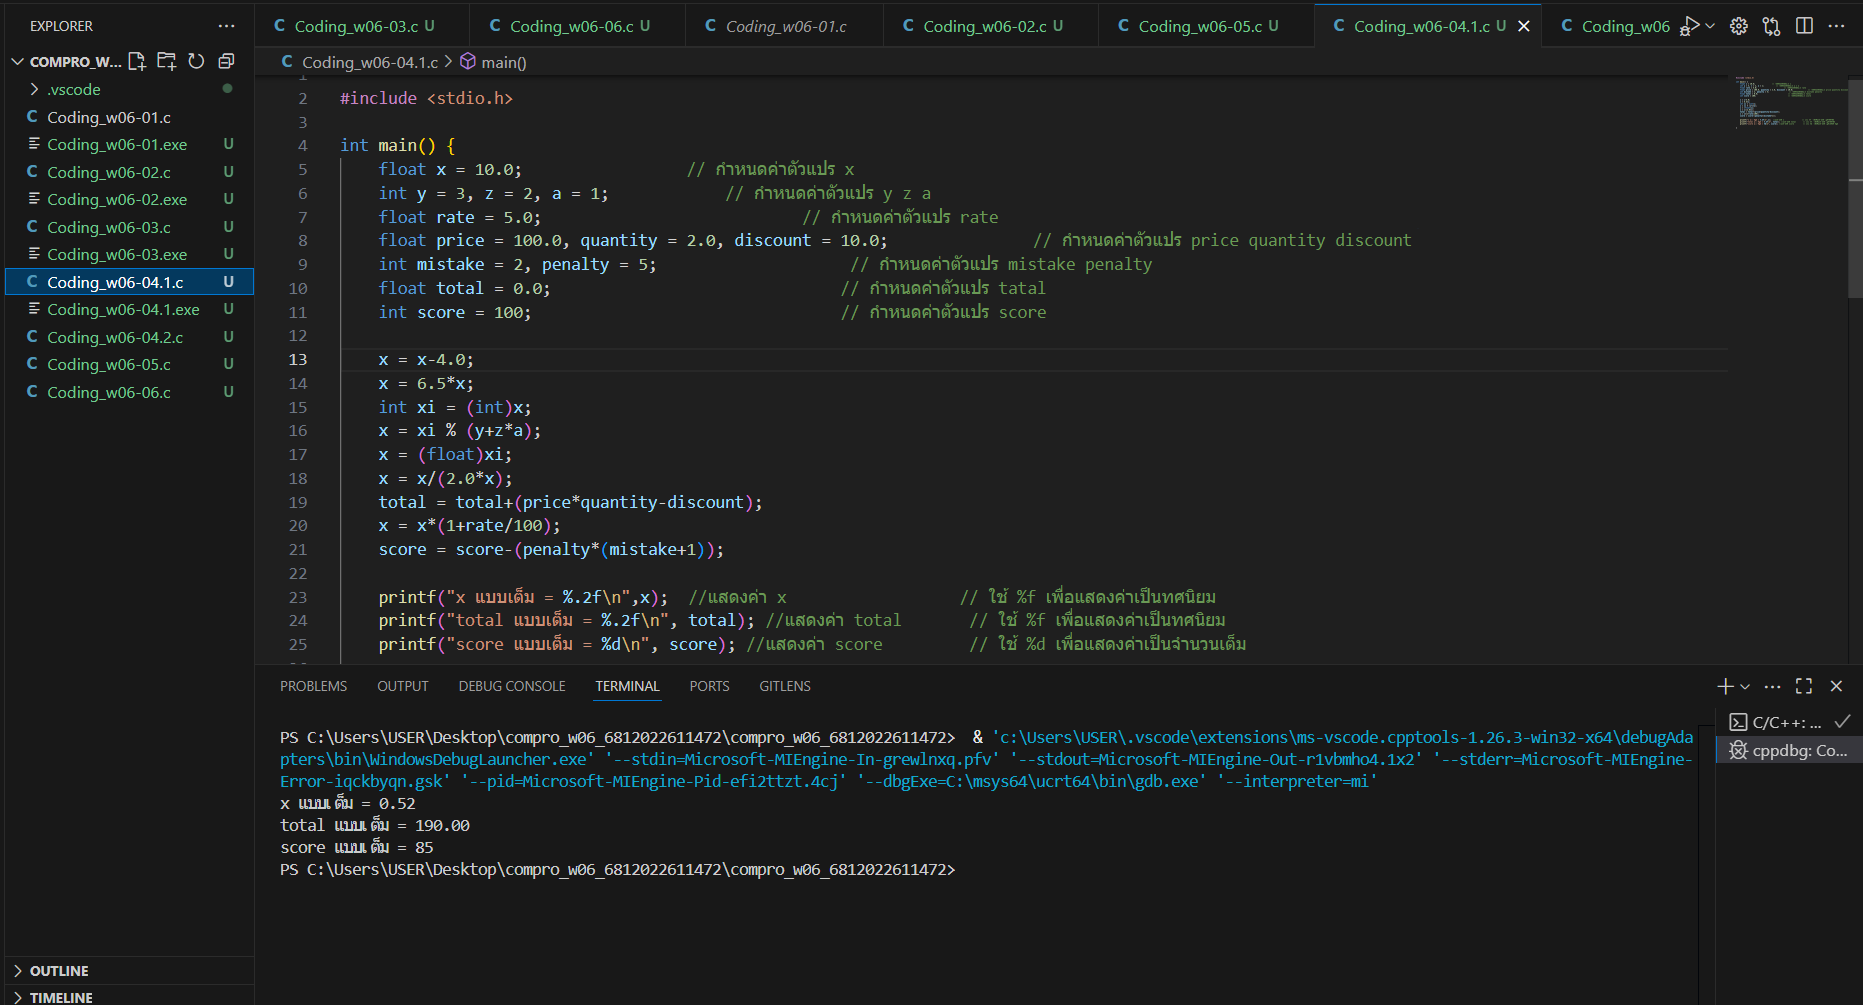 EXPLORER
COMPRO_W...
.vscode
Coding_w06-01.c
Coding_w06-01.exe U
Coding_w06-02.c U
Coding_w06-02.exe U
Coding_w06-03.c U
Coding_w06-03.exe U
Coding_w06-04.1.c U
Coding_w06-04.1.exe U
Coding_w06-04.2.c U
Coding_w06-05.c U
Coding_w06-06.c U
OUTLINE
TIMELINE
C Coding_w06-03.c U C Coding_w06-06.c U C Coding_w06-01.c C Coding_w06-02.c U C Coding_w06-05.c U C Coding_w06-04.1.c U C Coding_w06
C Coding_w06-04.1.c > main()
1
2 #include <stdio.h>
3
4 int main() {
5 float x = 10.0; // กำหนดค่าตัวแปร x
6 int y = 3, z = 2, a = 1; // กำหนดค่าตัวแปร y z a
7 float rate = 5.0; // กำหนดค่าตัวแปร rate
8 float price = 100.0, quantity = 2.0, discount = 10.0; // กำหนดค่าตัวแปร price quantity discount
9 int mistake = 2, penalty = 5; // กำหนดค่าตัวแปร mistake penalty
10 float total = 0.0; // กำหนดค่าตัวแปร tatal
11 int score = 100; // กำหนดค่าตัวแปร score
12
13 x = x-4.0;
14 x = 6.5*x;
15 int xi = (int)x;
16 x = xi % (y+z*a);
17 x = (float)xi;
18 x = x/(2.0*x);
19 total = total+(price*quantity-discount);
20 x = x*(1+rate/100);
21 score = score-(penalty*(mistake+1));
22
23 printf("x แบบเต็ม = %.2f\n",x); //แสดงค่า x // ใช้ %f เพื่อแสดงค่าเป็นทศนิยม
24 printf("total แบบเต็ม = %.2f\n", total); //แสดงค่า total // ใช้ %f เพื่อแสดงค่าเป็นทศนิยม
25 printf("score แบบเต็ม = %d\n", score); //แสดงค่า score // ใช้ %d เพื่อแสดงค่าเป็นจำนวนเต็ม
PROBLEMS OUTPUT DEBUG CONSOLE TERMINAL PORTS GITLENS
PS C:\Users\USER\Desktop\compro_w06_6812022611472\compro_w06_6812022611472> & 'c:\Users\USER\.vscode\extensions\ms-vscode.cpptools-1.26.3-win32-x64\debugAda
pters\bin\WindowsDebugLauncher.exe' '--stdin=Microsoft-MIEngine-In-grewlnxq.pfv' '--stdout=Microsoft-MIEngine-Out-r1vbmho4.1x2' '--stderr=Microsoft-MIEngine-
Error-iqckbyqn.gsk' '--pid=Microsoft-MIEngine-Pid-efi2ttzt.4cj' '--dbgExe=C:\msys64\ucrt64\bin\gdb.exe' '--interpreter=mi'
x แบบเต็ม = 0.52
total แบบเต็ม = 190.00
score แบบเต็ม = 85
PS C:\Users\USER\Desktop\compro_w06_6812022611472\compro_w06_6812022611472>
C/C++: ...
cppdbg: Co...